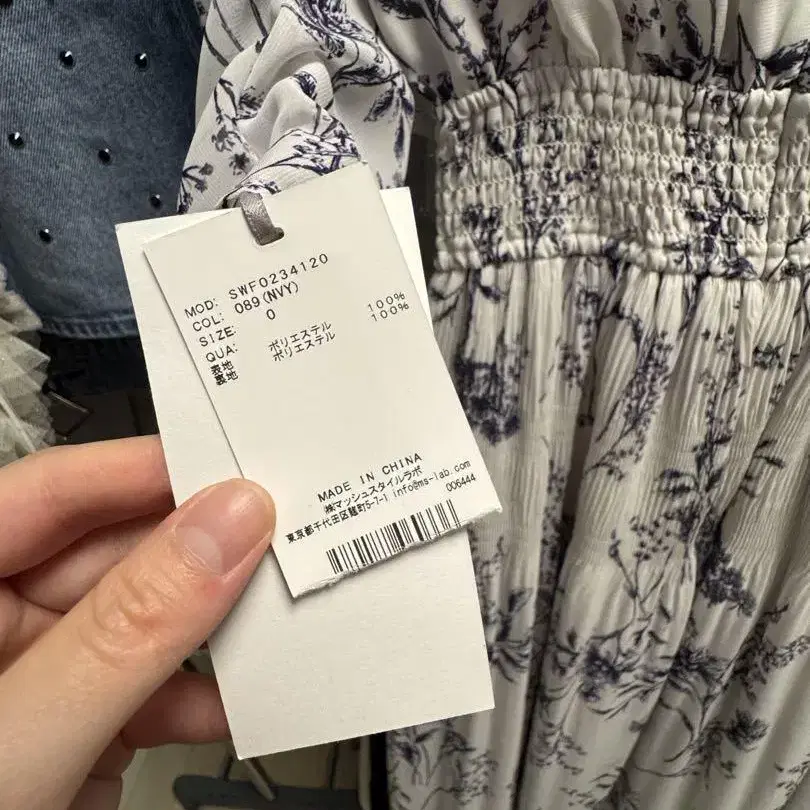 MOD: SWF0234120
COL: 089(NVY)
SIZE: 0
QUA:
表地 ポリエステル 100%
裏地 ポリエステル 100%
MADE IN CHINA
㈱マッシュスタイルラボ
東京都千代田区麹町5-7-1 info@ms-lab.com
006444